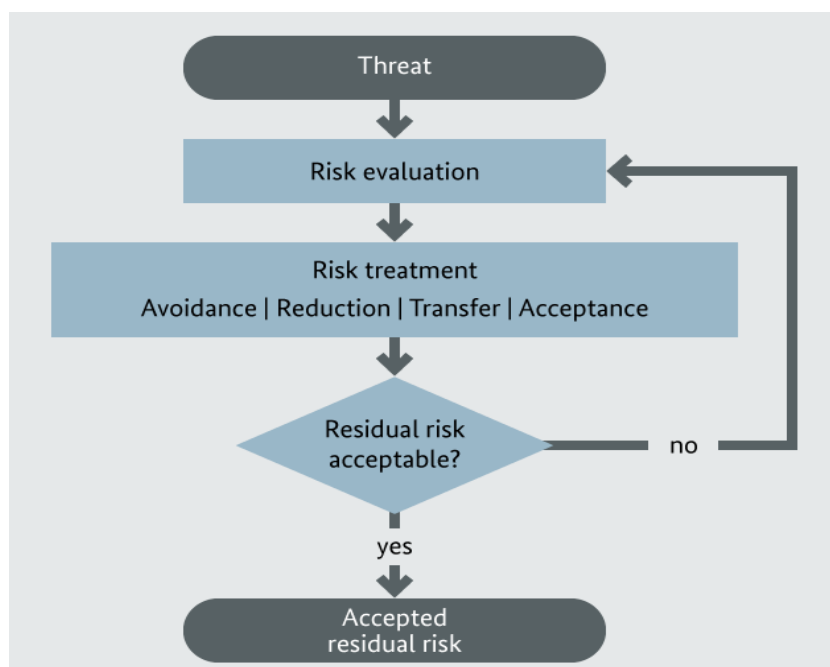 Threat
Risk evaluation
Risk treatment
Avoidance | Reduction | Transfer | Acceptance
Residual risk
acceptable?
no
yes
Accepted
residual risk